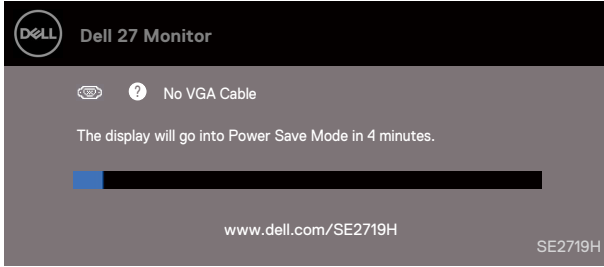 DELL
Dell 27 Monitor
? No VGA Cable
The display will go into Power Save Mode in 4 minutes.
www.dell.com/SE2719H
SE2719H